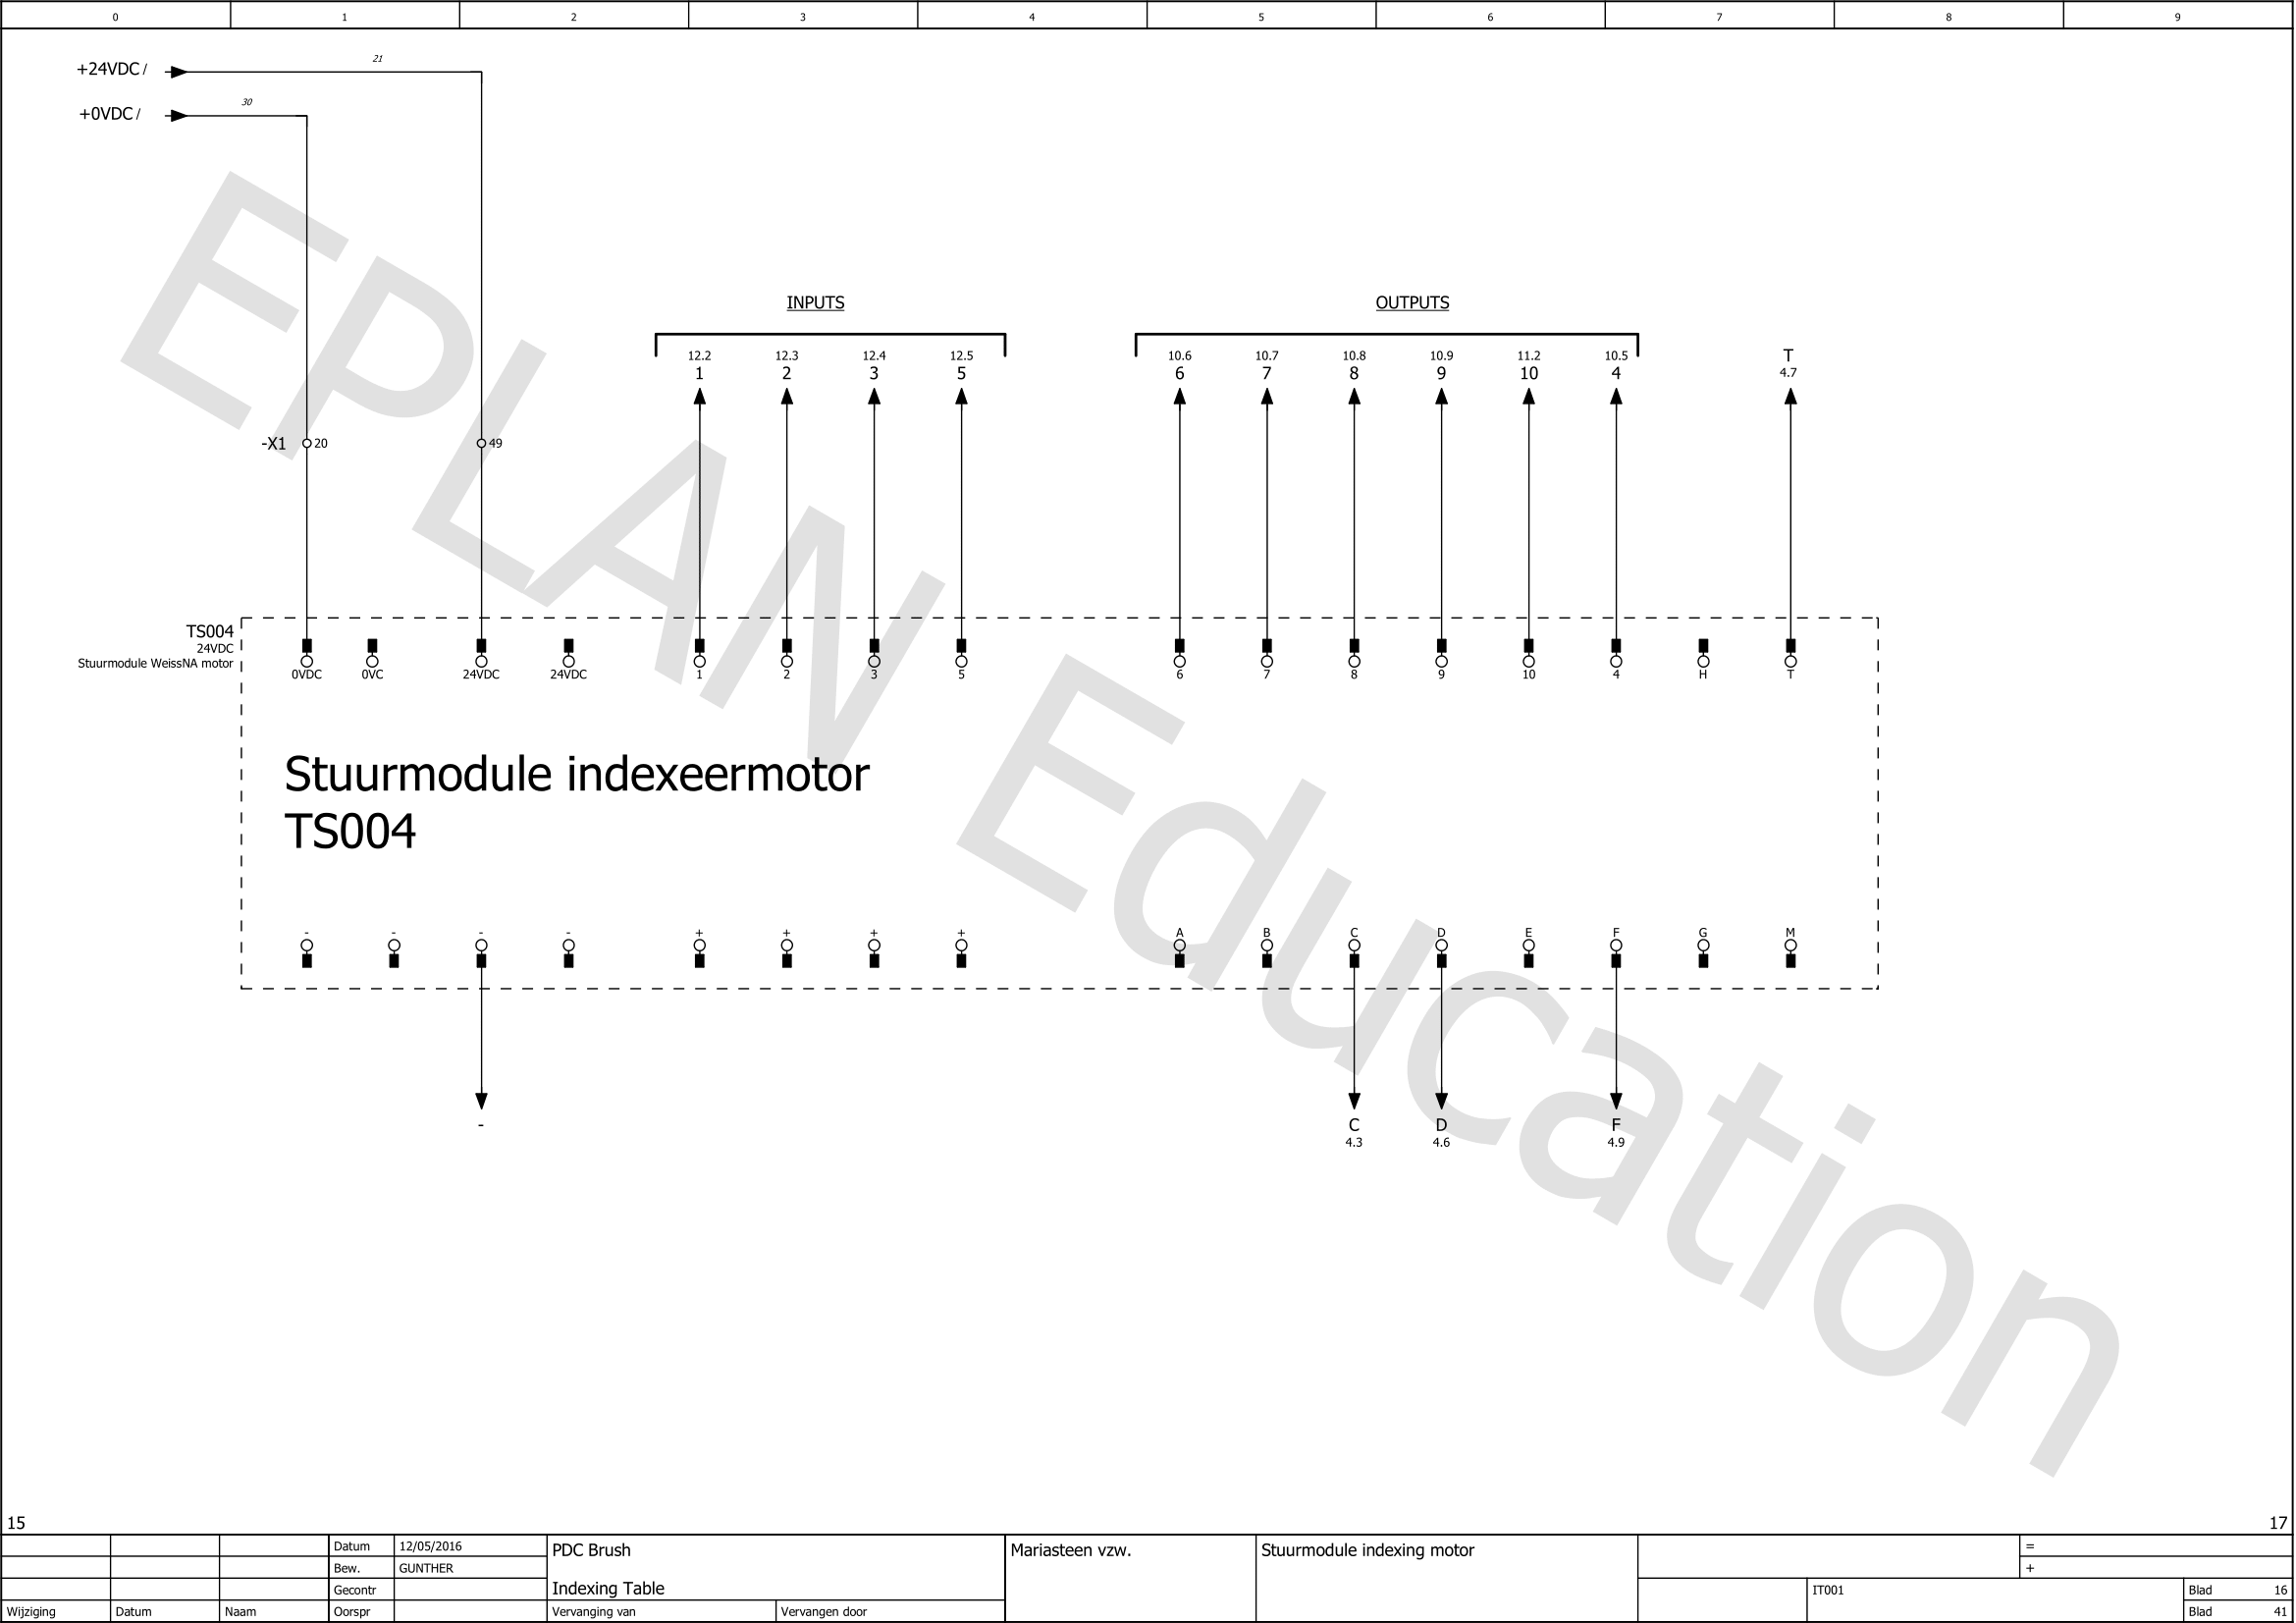 0 1 2 3 4 5 6 7 8 9
+24VDC / 21
+0VDC / 30
INPUTS OUTPUTS
12.2 12.3 12.4 12.5 10.6 10.7 10.8 10.9 11.2 10.5 T
1 2 3 5 6 7 8 9 10 4 4.7
-X1 20 49
TS004
24VDC
Stuurmodule WeissNA motor
0VDC 0VC 24VDC 24VDC 1 2 3 5 6 7 8 9 10 4 H T
Stuurmodule indexeermotor
TS004
- - - - + + + + A B C D E F G M
- C D F
4.3 4.6 4.9
EPLAN Education
15 17
Datum 12/05/2016 PDC Brush Mariasteen vzw. Stuurmodule indexing motor =
Bew. GUNTHER +
Gecontr Indexing Table IT001 Blad 16
Wijziging Datum Naam Oorspr Vervanging van Vervangen door Blad 41